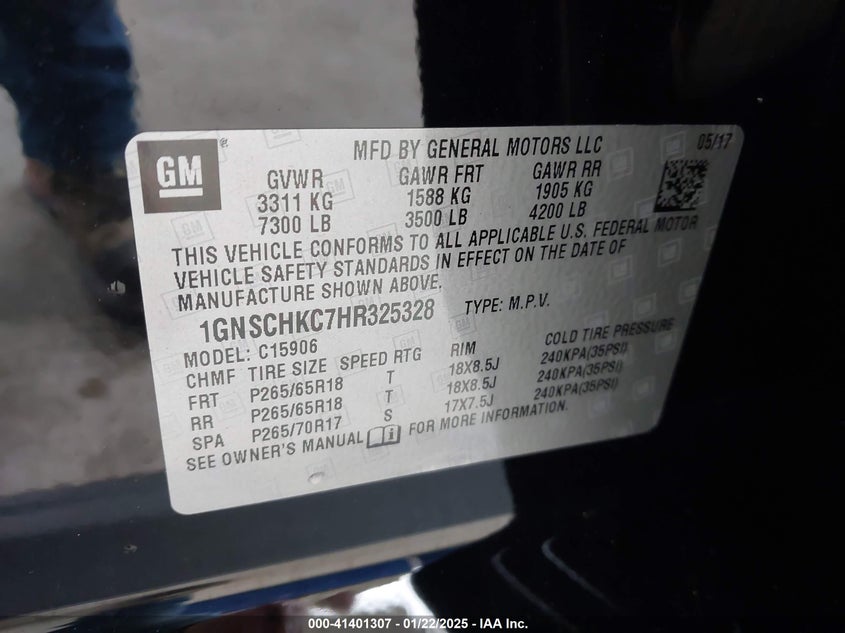 GM
MFD BY GENERAL MOTORS LLC 05/17
GVWR GAWR FRT GAWR RR
3311 KG 1588 KG 1905 KG
7300 LB 3500 LB 4200 LB
THIS VEHICLE CONFORMS TO ALL APPLICABLE U.S. FEDERAL MOTOR
VEHICLE SAFETY STANDARDS IN EFFECT ON THE DATE OF
MANUFACTURE SHOWN ABOVE.
1GNSCHKC7HR325328 TYPE: M.P.V.
MODEL: C15906
CHMF TIRE SIZE SPEED RTG RIM COLD TIRE PRESSURE
FRT P265/65R18 T 18X8.5J 240KPA(35PSI)
RR P265/65R18 T 18X8.5J 240KPA(35PSI)
SPA P265/70R17 S 17X7.5J 240KPA(35PSI)
SEE OWNER'S MANUAL FOR MORE INFORMATION.
000-41401307 - 01/22/2025 - IAA Inc.